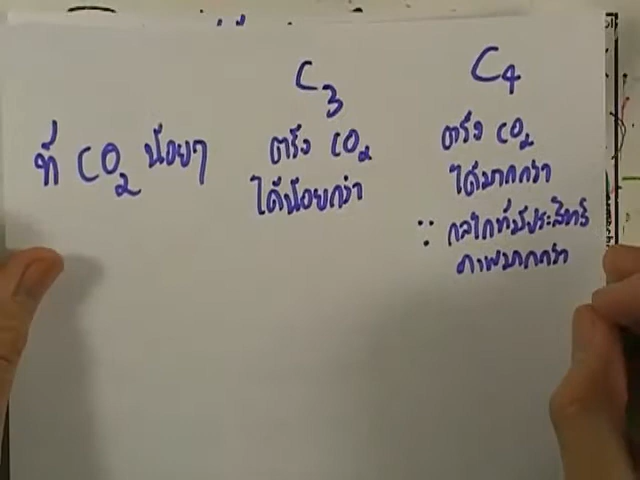 C3
C4
ที่ CO2 น้อยๆ
ตรึง CO2
ได้น้อยกว่า
ตรึง CO2
ได้มากกว่า
∵ กลไกที่มีประสิทธิ
ภาพมากกว่า